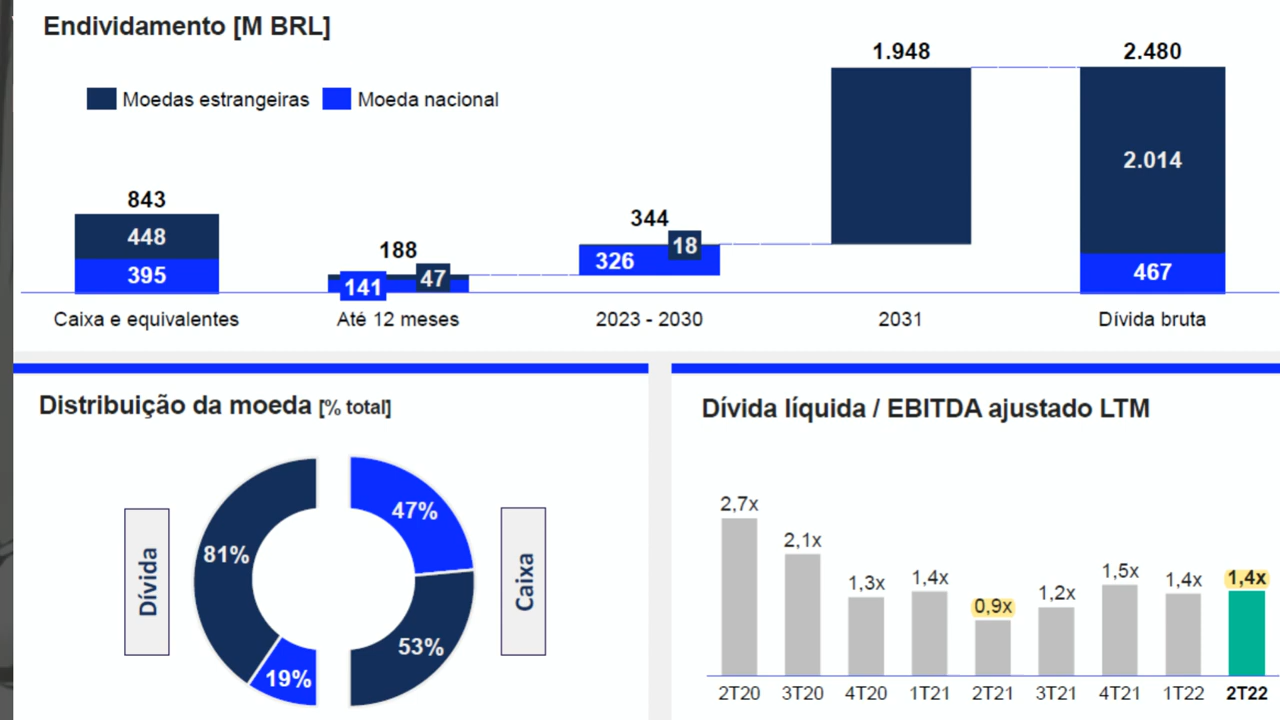 Endividamento [M BRL]
Moedas estrangeiras Moeda nacional
843
448
395
188
141 47
344
326 18
1.948
2.480
2.014
467
Caixa e equivalentes Até 12 meses 2023 - 2030 2031 Dívida bruta
Distribuição da moeda [% total]
Dívida
81%
19%
47%
53%
Caixa
Dívida líquida / EBITDA ajustado LTM
2,7x 2,1x 1,3x 1,4x 0,9x 1,2x 1,5x 1,4x 1,4x
2T20 3T20 4T20 1T21 2T21 3T21 4T21 1T22 2T22